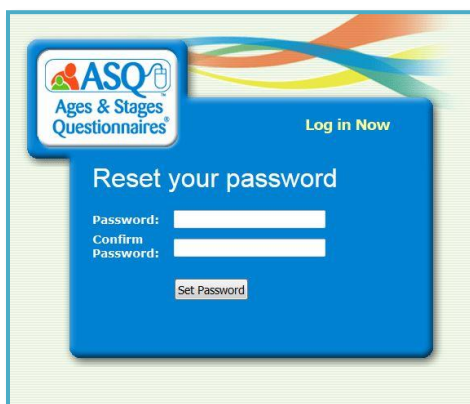 ASQ
Ages & Stages
Questionnaires®
Log in Now
Reset your password
Password:
Confirm
Password:
Set Password